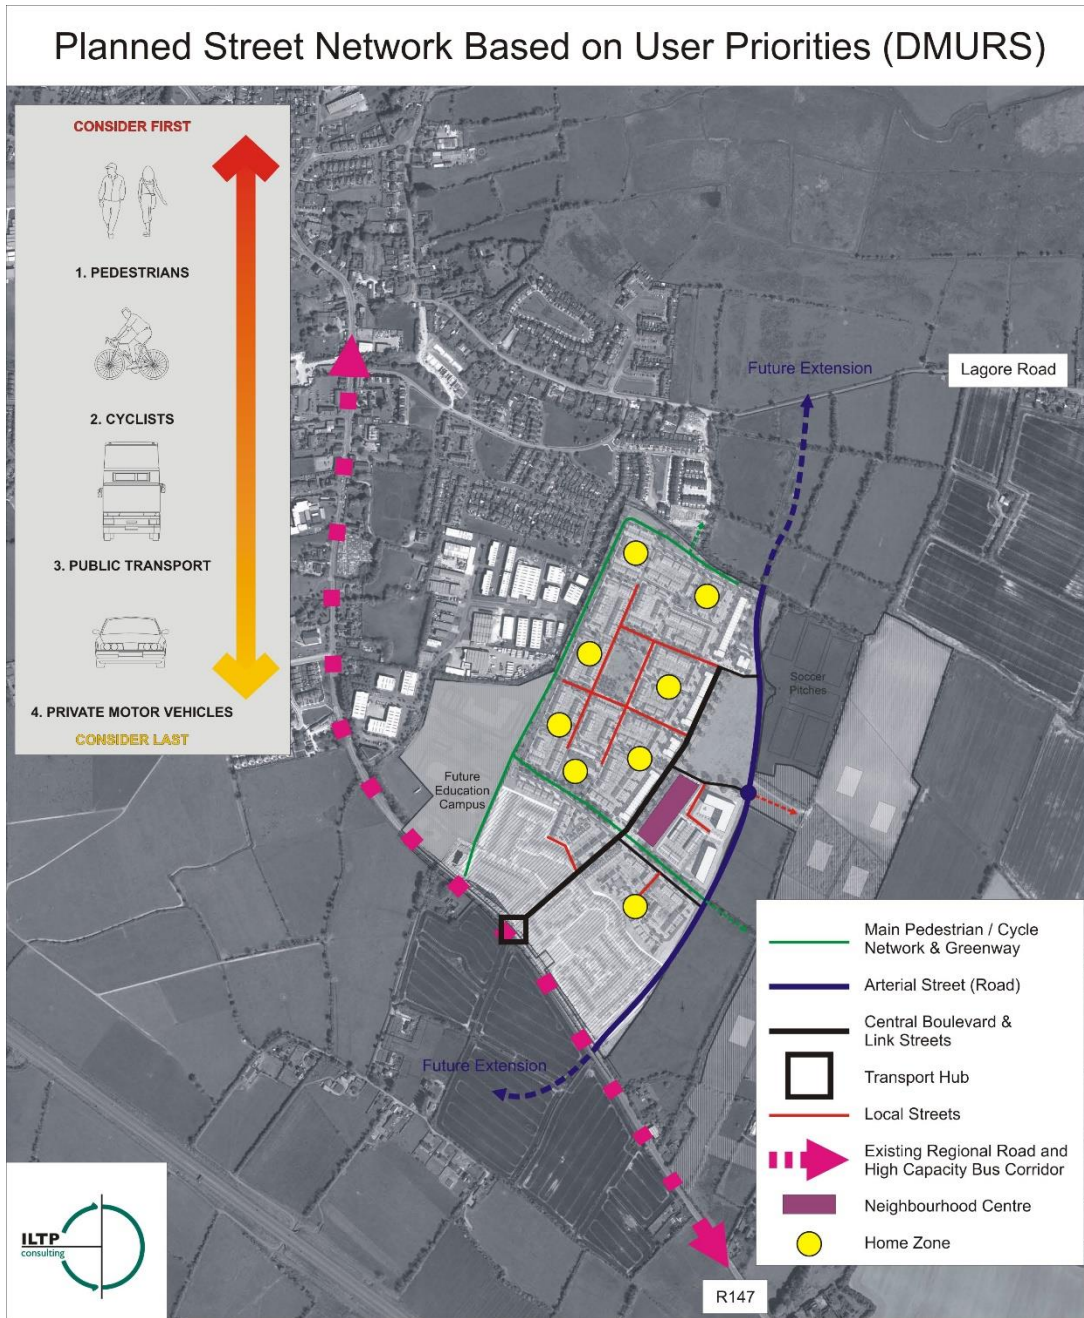 Planned Street Network Based on User Priorities (DMURS)
CONSIDER FIRST
1. PEDESTRIANS
2. CYCLISTS
3. PUBLIC TRANSPORT
4. PRIVATE MOTOR VEHICLES
CONSIDER LAST
Future Extension
Lagore Road
Soccer
Pitches
Future
Education
Campus
Future Extension
Main Pedestrian / Cycle
Network & Greenway
Arterial Street (Road)
Central Boulevard &
Link Streets
Transport Hub
Local Streets
Existing Regional Road and
High Capacity Bus Corridor
Neighbourhood Centre
Home Zone
ILTP
consulting
R147